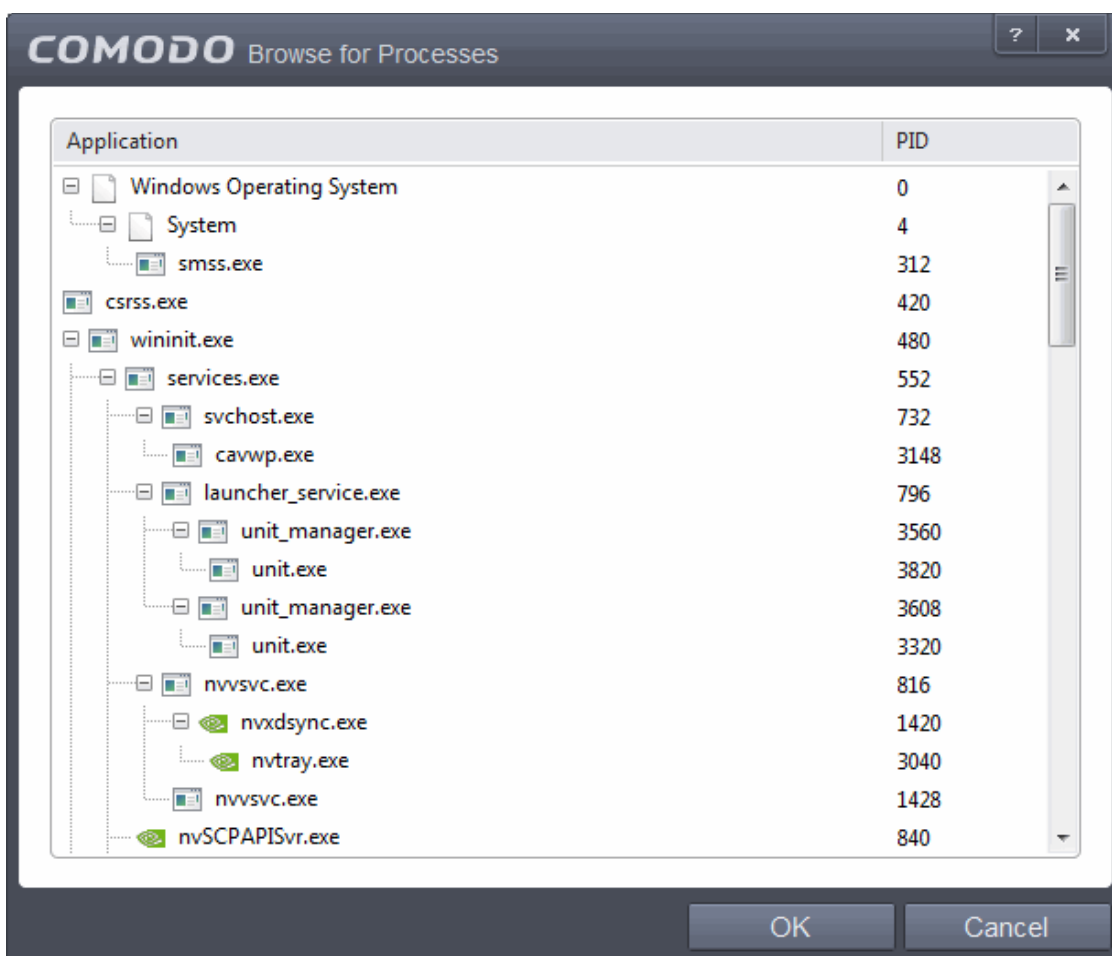 COMODO Browse for Processes ? x
Application PID
Windows Operating System 0
System 4
smss.exe 312
csrss.exe 420
wininit.exe 480
services.exe 552
svchost.exe 732
cavwp.exe 3148
launcher_service.exe 796
unit_manager.exe 3560
unit.exe 3820
unit_manager.exe 3608
unit.exe 3320
nvvsvc.exe 816
nvxdsync.exe 1420
nvtray.exe 3040
nvvsvc.exe 1428
nvSCPAPISvr.exe 840
OK Cancel